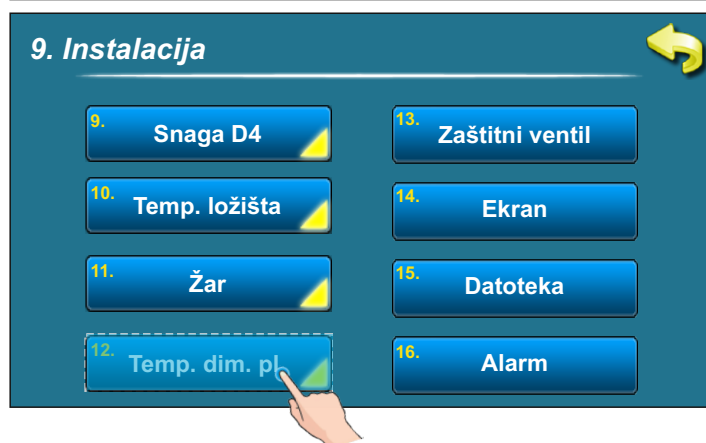 9. Instalacija
9. Snaga D4
10. Temp. ložišta
11. Žar
12. Temp. dim. pl.
13. Zaštitni ventil
14. Ekran
15. Datoteka
16. Alarm